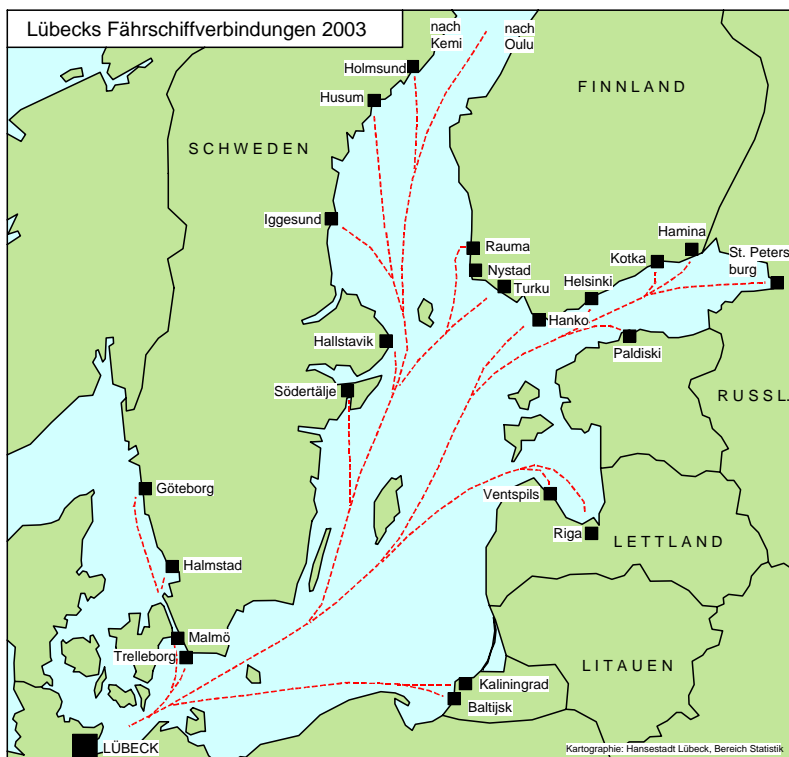 Lübecks Fährschiffverbindungen 2003
nach
Kemi
nach
Oulu
Holmsund
Husum
FINNLAND
SCHWEDEN
Iggesund
Rauma
Hamina
Kotka
St. Peters
burg
Nystad
Turku
Helsinki
Hanko
Hallstavik
Paldiski
Södertälje
RUSSL.
Göteborg
Ventspils
Riga
LETTLAND
Halmstad
Malmö
Trelleborg
LITAUEN
Kaliningrad
Baltijsk
LÜBECK
Kartographie: Hansestadt Lübeck, Bereich Statistik